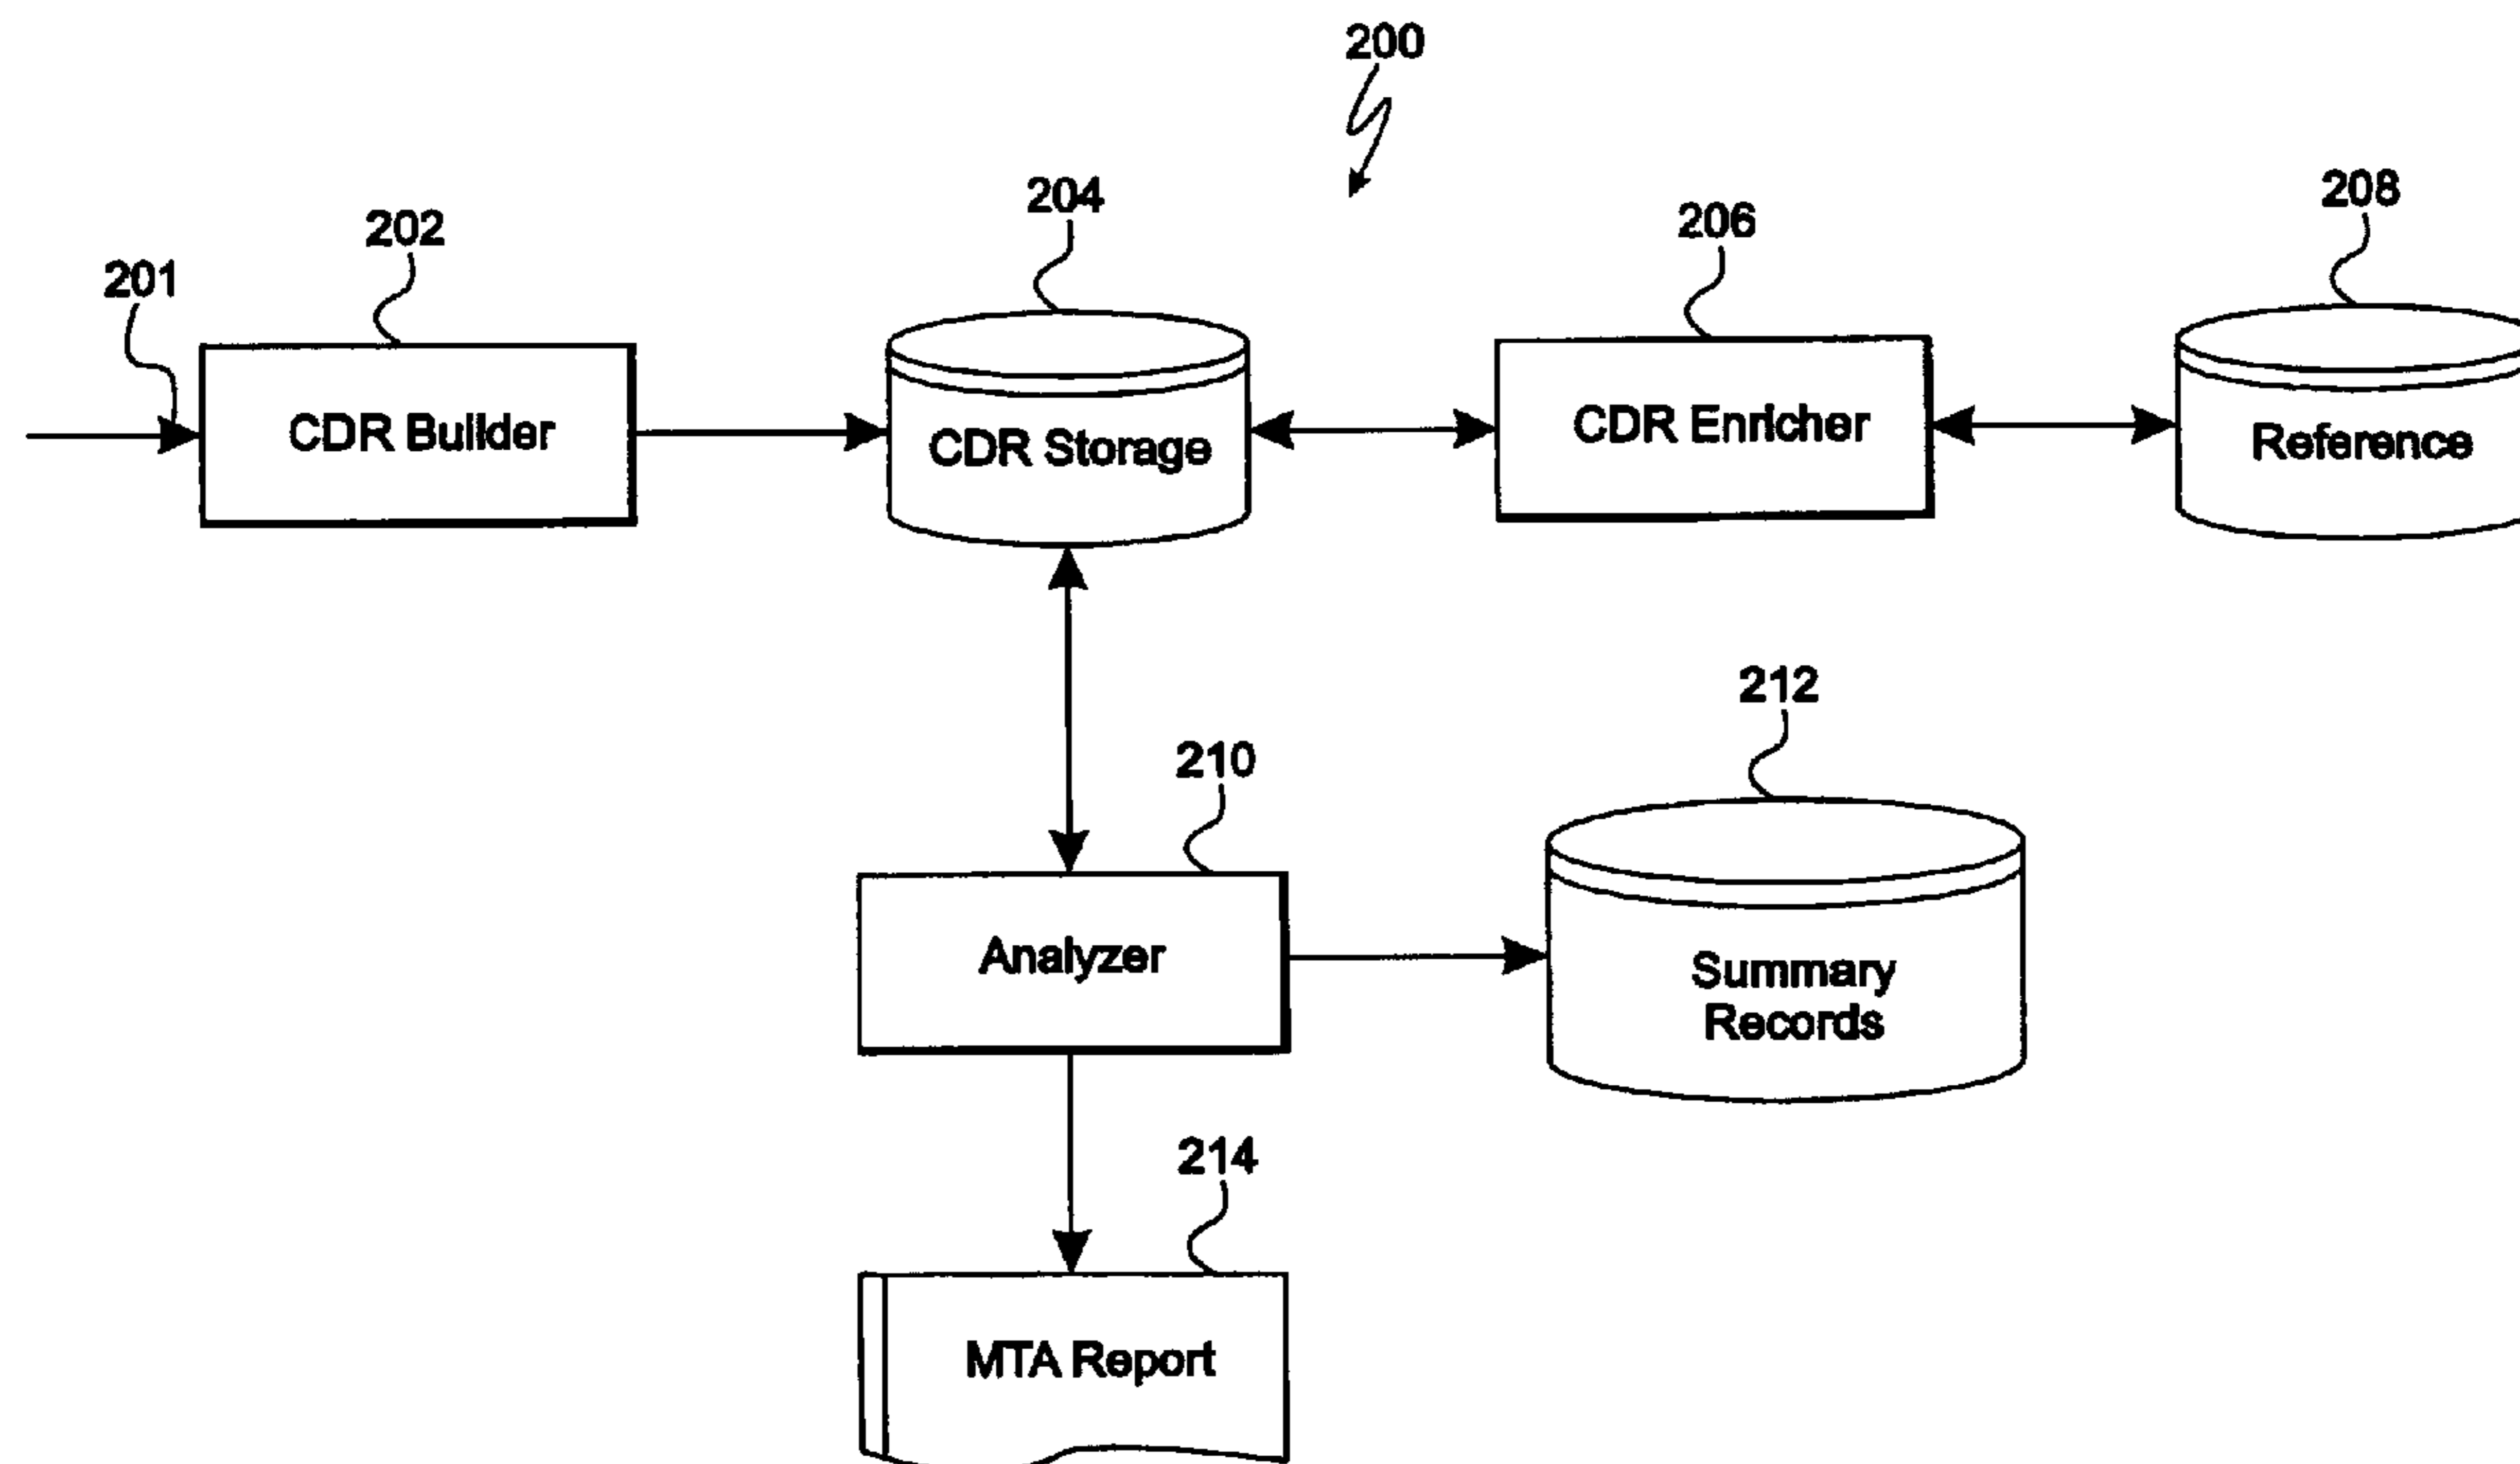 200
204
208
202
206
201
CDR Builder
CDR Storage
CDR Enricher
Reference
212
210
Analyzer
Summary
Records
214
MTA Report